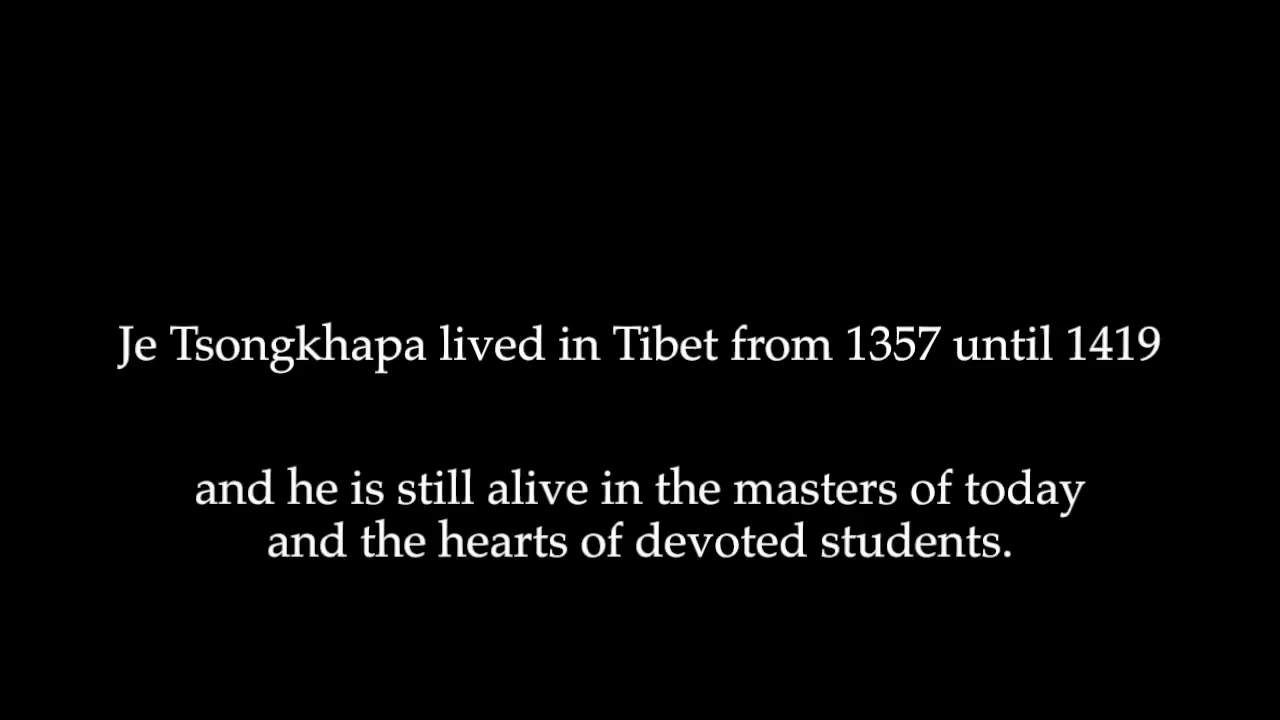 Je Tsongkhapa lived in Tibet from 1357 until 1419
and he is still alive in the masters of today
and the hearts of devoted students.